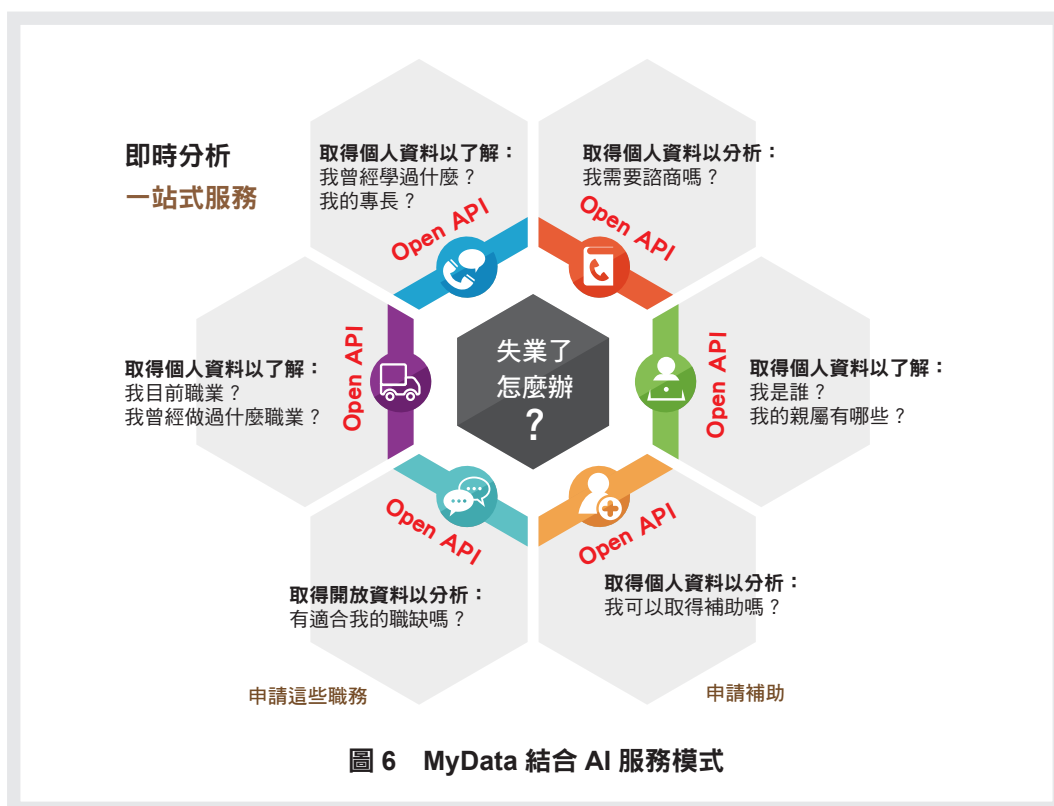 即時分析
一站式服務
取得個人資料以了解：
我曾經學過什麼？
我的專長？
Open API
取得個人資料以分析：
我需要諮商嗎？
Open API
取得個人資料以了解：
我目前職業？
我曾經做過什麼職業？
Open API
失業了
怎麼辦
?
Open API
取得個人資料以了解：
我是誰？
我的親屬有哪些？
Open API
取得開放資料以分析：
有適合我的職缺嗎？
Open API
取得個人資料以分析：
我可以取得補助嗎？
申請這些職務
申請補助
圖 6 MyData 結合 AI 服務模式